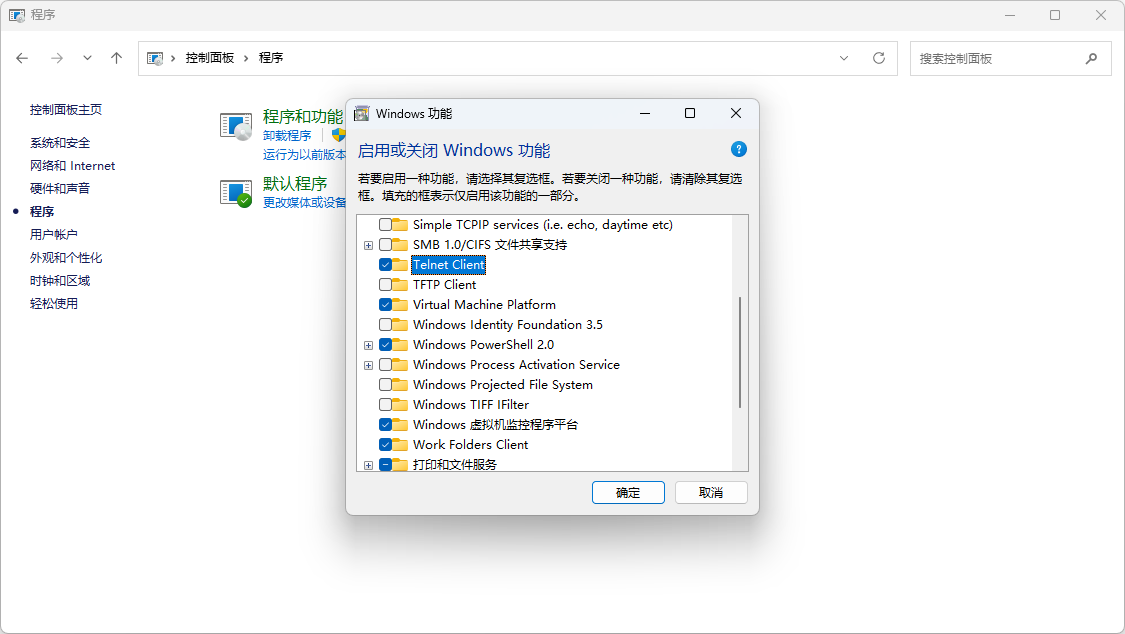 程序
控制面板 > 程序
搜索控制面板
控制面板主页
系统和安全
网络和 Internet
硬件和声音
程序
用户帐户
外观和个性化
时钟和区域
轻松使用
程序和功能
卸载程序
运行为以前版本
默认程序
更改媒体或设备
Windows 功能
启用或关闭 Windows 功能
若要启用一种功能，请选择其复选框。若要关闭一种功能，请清除其复选
框。填充的框表示仅启用该功能的一部分。
Simple TCPIP services (i.e. echo, daytime etc)
SMB 1.0/CIFS 文件共享支持
Telnet Client
TFTP Client
Virtual Machine Platform
Windows Identity Foundation 3.5
Windows PowerShell 2.0
Windows Process Activation Service
Windows Projected File System
Windows TIFF IFilter
Windows 虚拟机监控程序平台
Work Folders Client
打印和文件服务
确定
取消